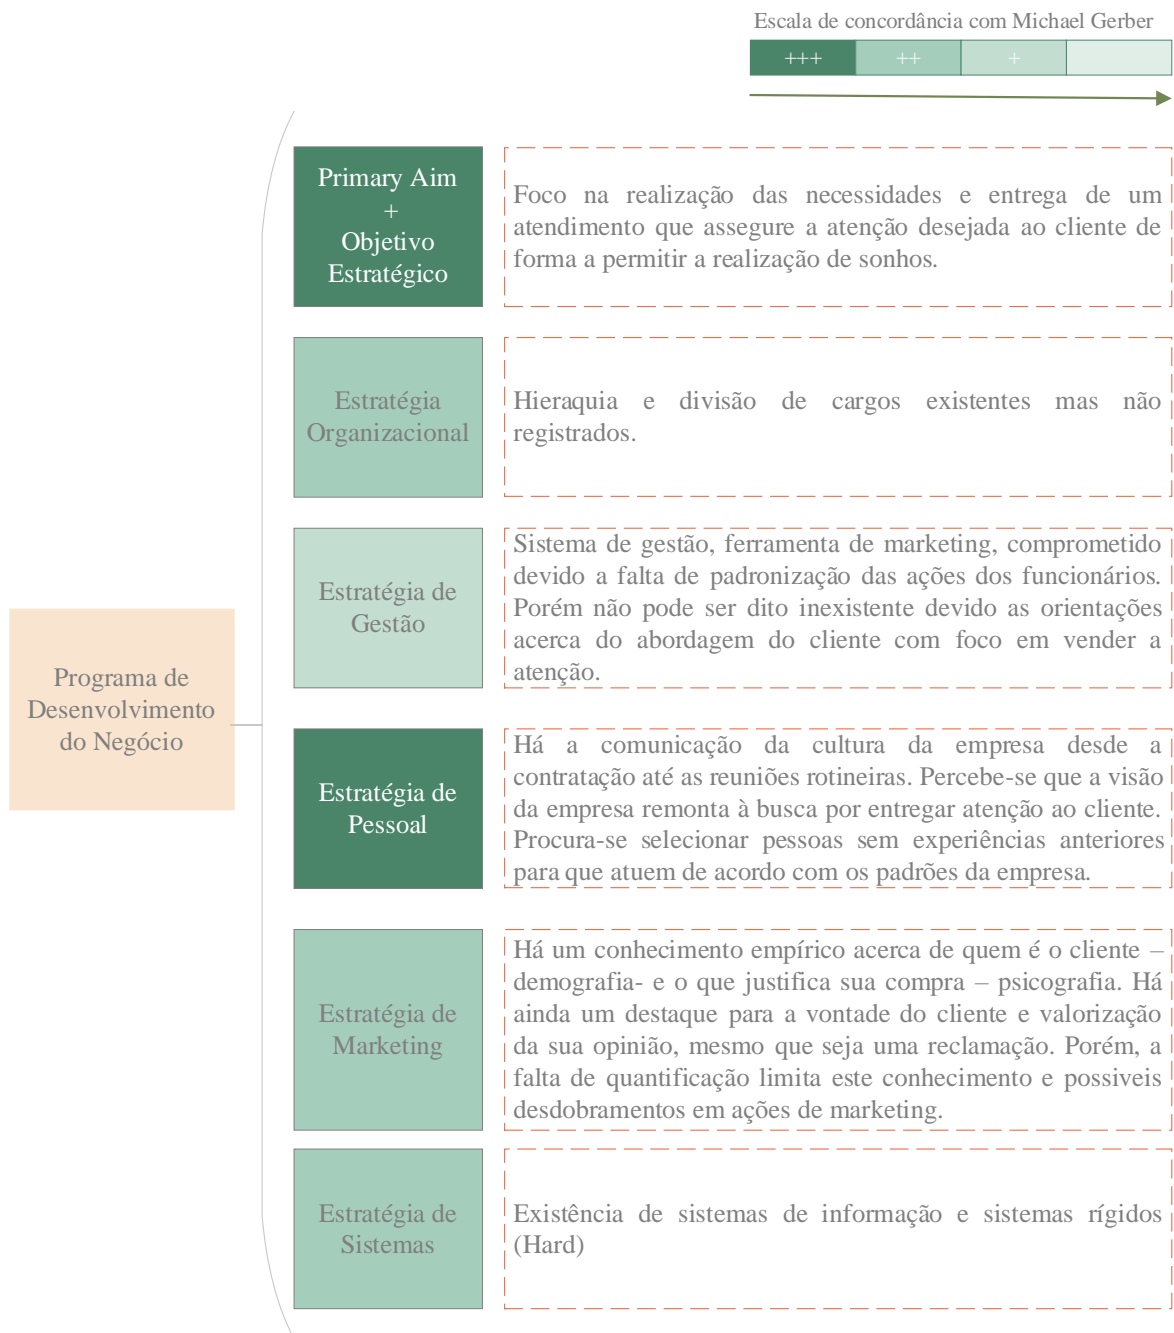 Escala de concordância com Michael Gerber
+++ ++ +
Primary Aim
+
Objetivo
Estratégico
Foco na realização das necessidades e entrega de um
atendimento que assegure a atenção desejada ao cliente de
forma a permitir a realização de sonhos.
Estratégia
Organizacional
Hieraquia e divisão de cargos existentes mas não
registrados.
Estratégia de
Gestão
Sistema de gestão, ferramenta de marketing, comprometido
devido a falta de padronização das ações dos funcionários.
Porém não pode ser dito inexistente devido as orientações
acerca do abordagem do cliente com foco em vender a
atenção.
Programa de
Desenvolvimento
do Negócio
Estratégia de
Pessoal
Há a comunicação da cultura da empresa desde a
contratação até as reuniões rotineiras. Percebe-se que a visão
da empresa remonta à busca por entregar atenção ao cliente.
Procura-se selecionar pessoas sem experiências anteriores
para que atuem de acordo com os padrões da empresa.
Estratégia de
Marketing
Há um conhecimento empírico acerca de quem é o cliente –
demografia- e o que justifica sua compra – psicografia. Há
ainda um destaque para a vontade do cliente e valorização
da sua opinião, mesmo que seja uma reclamação. Porém, a
falta de quantificação limita este conhecimento e possiveis
desdobramentos em ações de marketing.
Estratégia de
Sistemas
Existência de sistemas de informação e sistemas rígidos
(Hard)